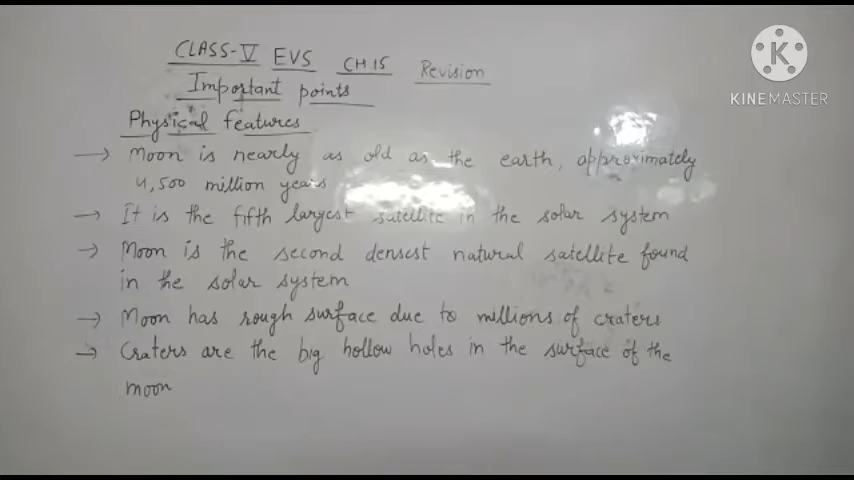 CLASS-V EVS CH 15 Revision
Important points
Physical features
→ Moon is nearly as old as the earth, approximately
4,500 million years
→ It is the fifth largest satellite in the solar system
→ Moon is the second densest natural satellite found
in the solar system
→ Moon has rough surface due to millions of craters
→ Craters are the big hollow holes in the surface of the
moon
K
KINEMASTER